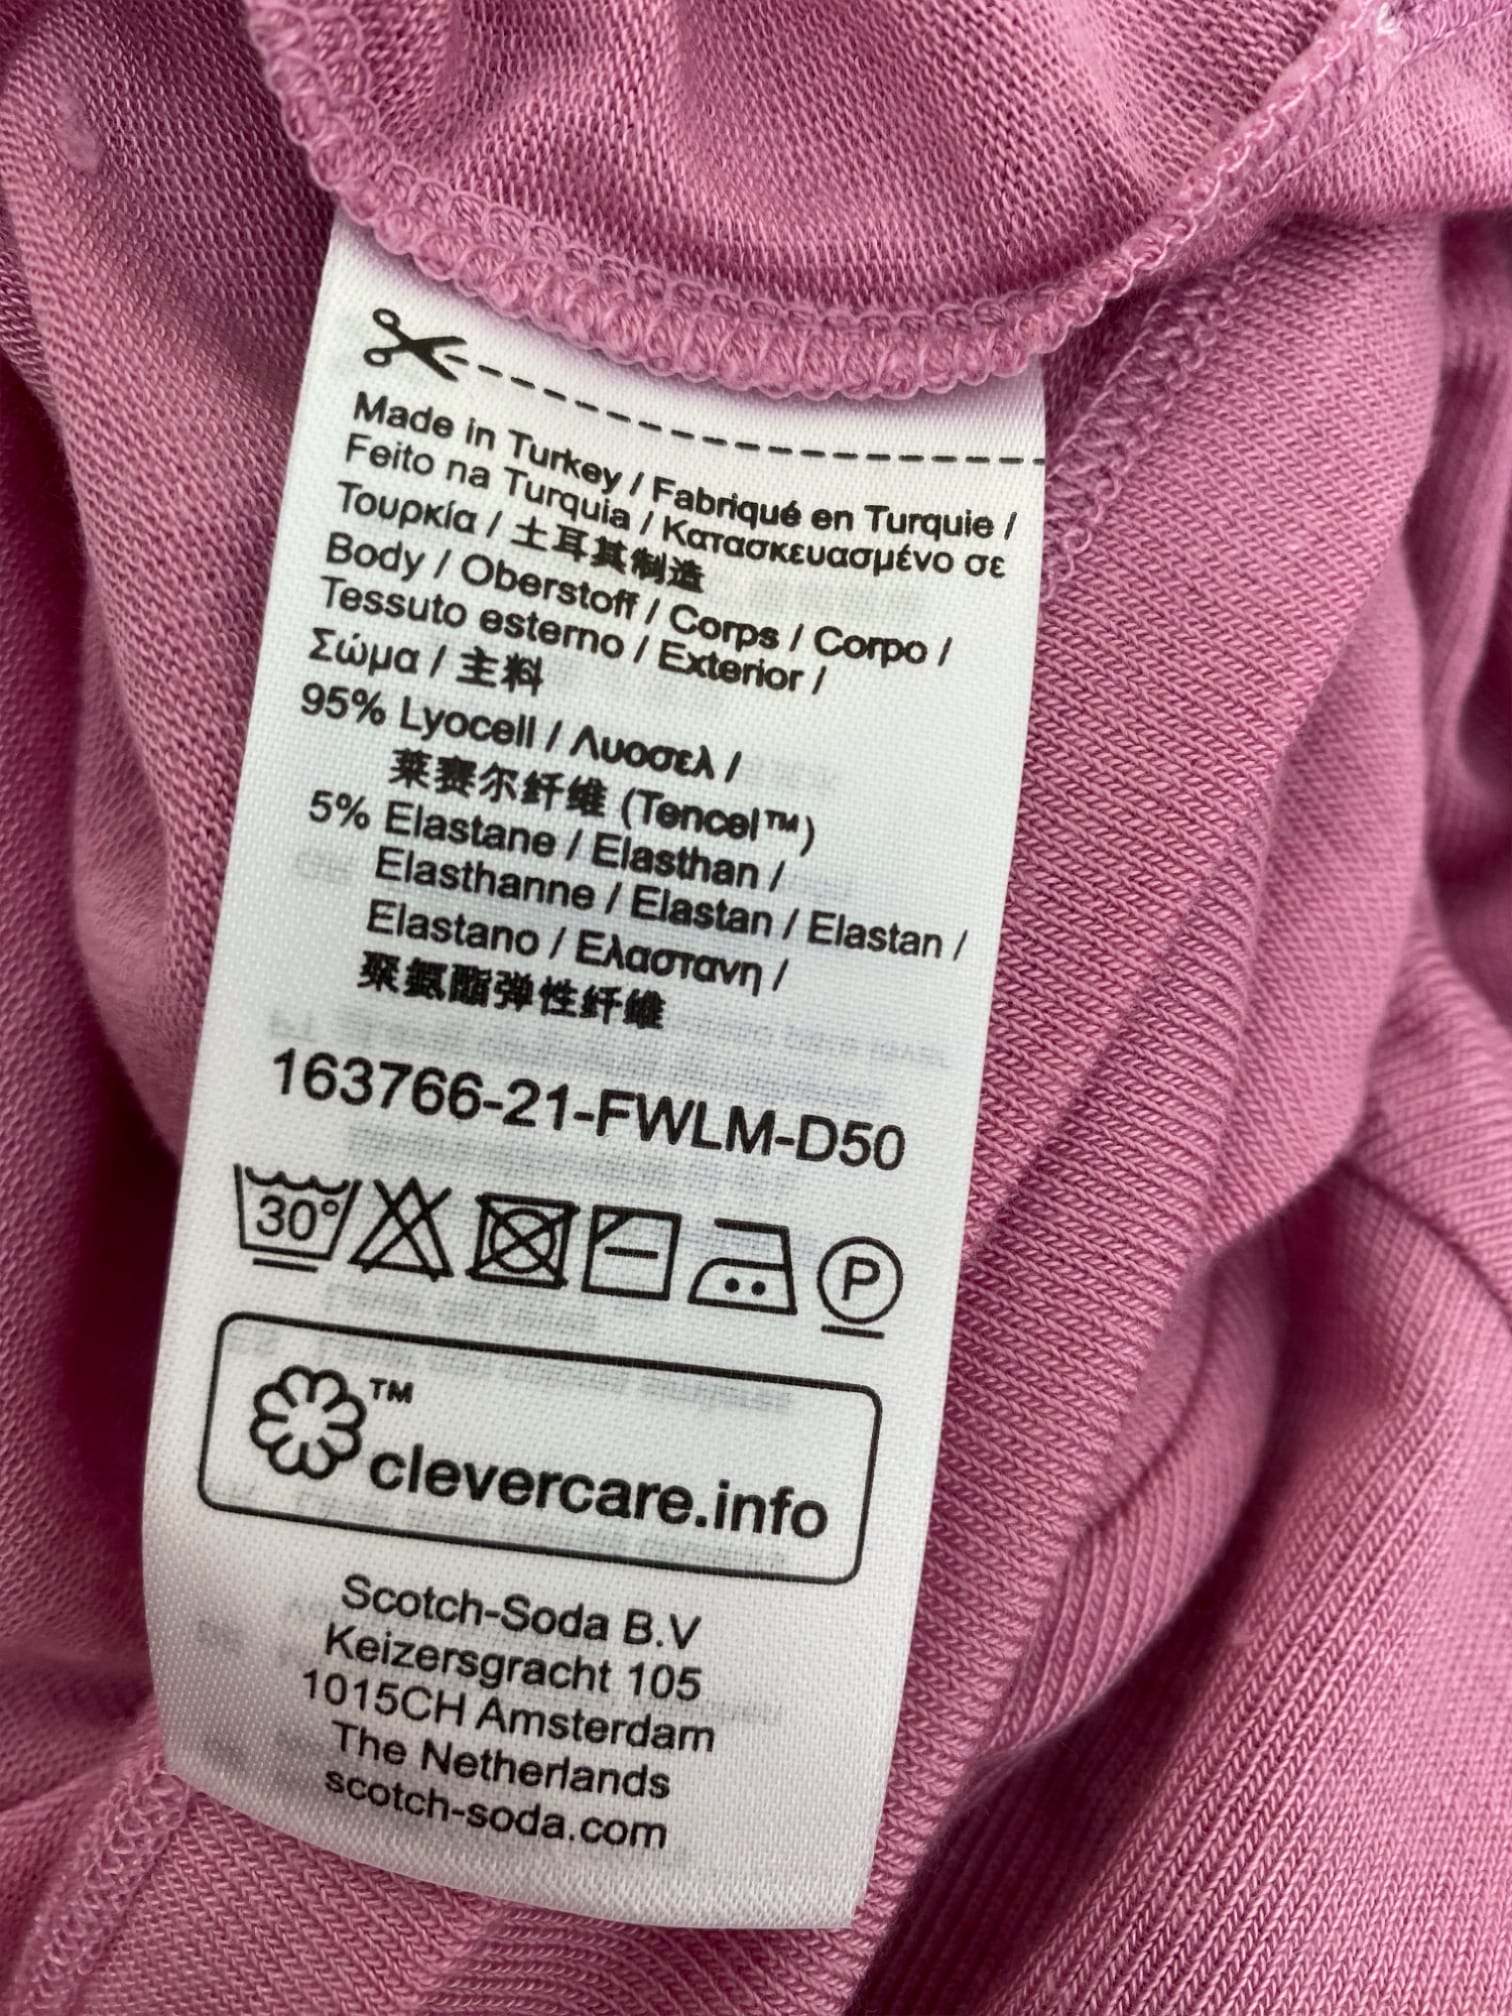 Made in Turkey / Fabriqué en Turquie /
Feito na Turquia / Κατασκευασμένο σε
Τουρκία / 土耳其制造
Body / Oberstoff / Corps / Corpo /
Tessuto esterno / Exterior /
Σώμα / 主料
95% Lyocell / Λυοσελ /
莱赛尔纤维 (Tencel™)
5% Elastane / Elasthan /
Elasthanne / Elastan / Elastan /
Elastano / Ελαστανη /
聚氨酯弹性纤维
163766-21-FWLM-D50
30° P
™
clevercare.info
Scotch-Soda B.V
Keizersgracht 105
1015CH Amsterdam
The Netherlands
scotch-soda.com